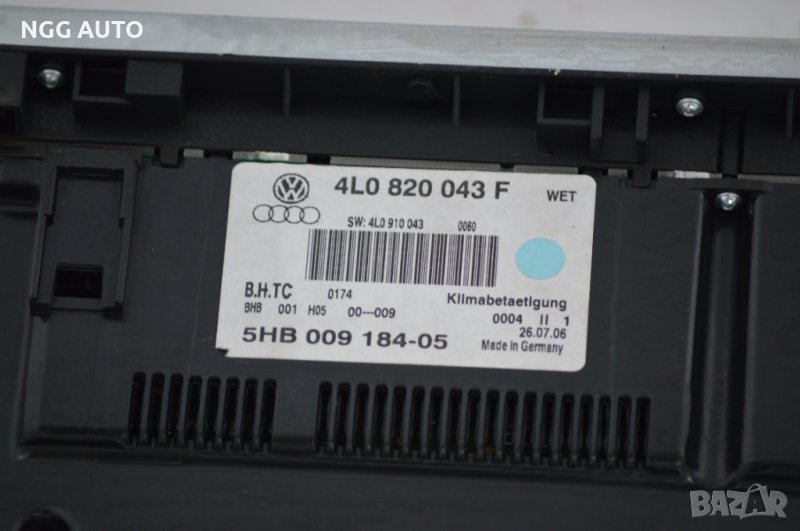 NGG AUTO
4L0 820 043 F WET
SW: 4L0 910 043 0060
B.H.TC 0174 Klimabetaetigung
BHB 001 H05 00---009 0004 II 1
26.07.06
5HB 009 184-05 Made in Germany
BAZAR